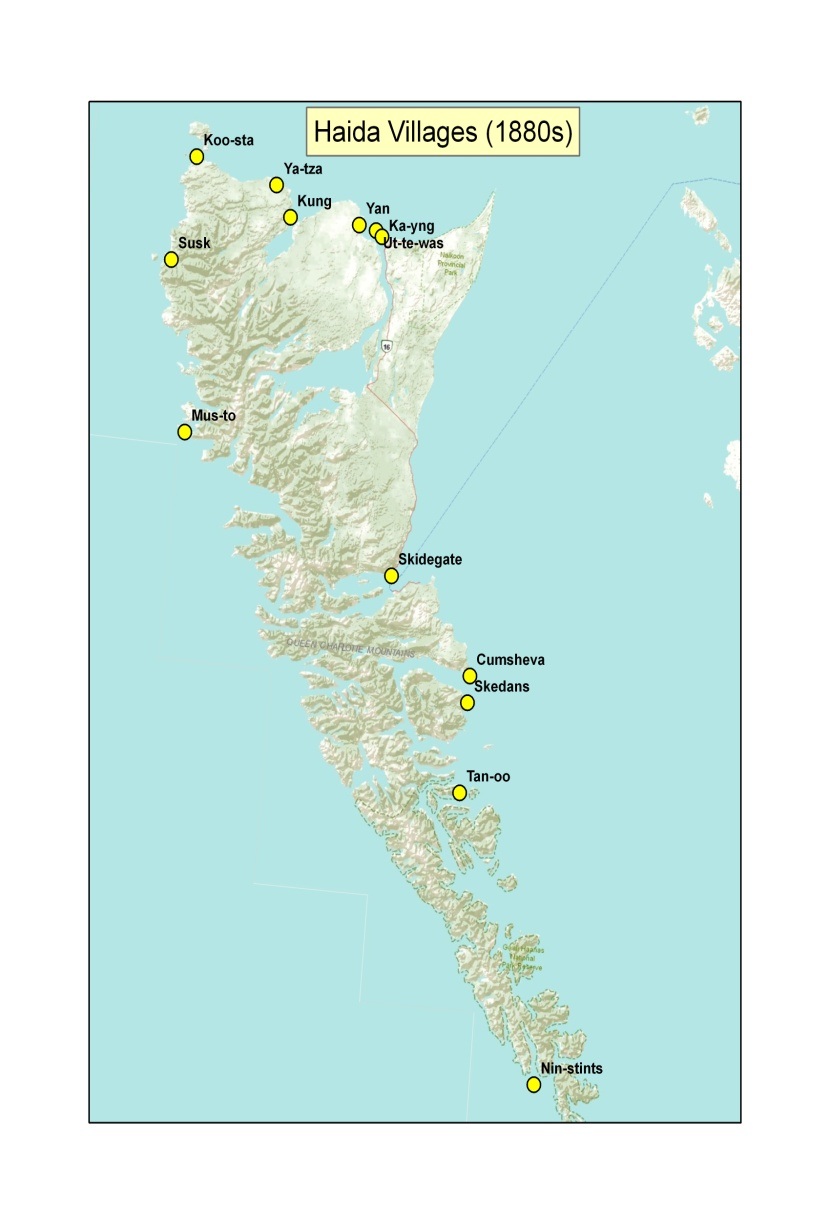 Haida Villages (1880s)
Koo-sta
Ya-tza
Kung
Yan
Ka-yng
Ut-te-was
Susk
Naikoon
Provincial
Park
16
Mus-to
Skidegate
QUEEN CHARLOTTE MOUNTAINS
Cumsheva
Skedans
Tan-oo
Gwaii Haanas
National
Park Reserve
Nin-stints